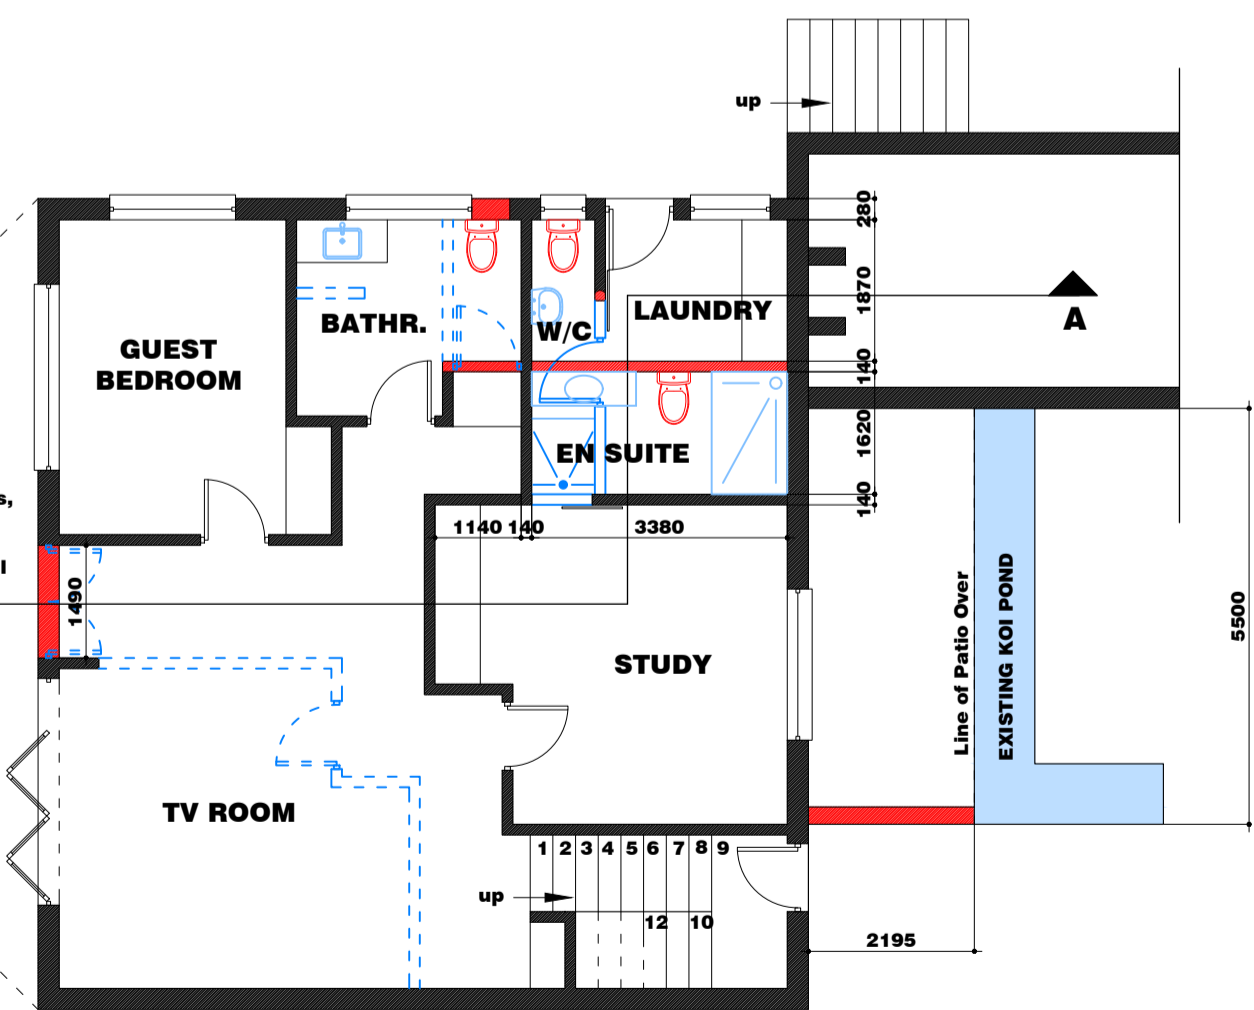 up
280
1870
140
1620
140
A
LAUNDRY
W/C
BATHR.
GUEST
BEDROOM
EN SUITE
s,
l
1140 140 3380
1490
STUDY
Line of Patio Over
EXISTING KOI POND
5500
TV ROOM
1 2 3 4 5 6 7 8 9
up
12 10
2195